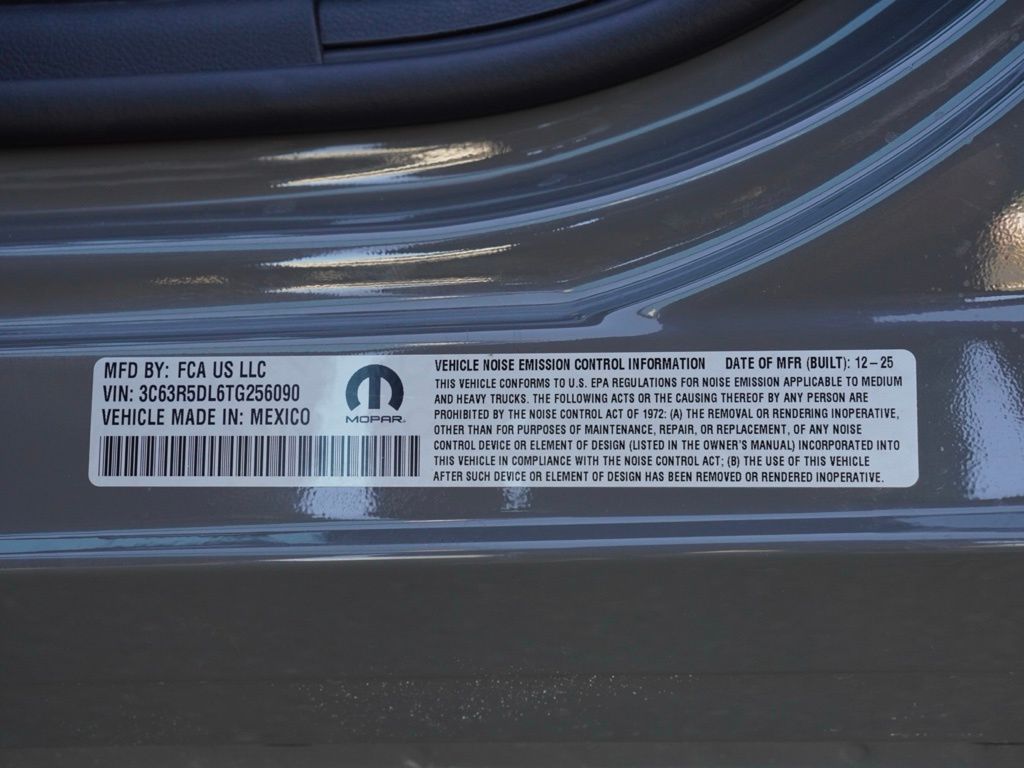 MFD BY: FCA US LLC
VIN: 3C63R5DL6TG256090
VEHICLE MADE IN: MEXICO
MOPAR®
VEHICLE NOISE EMISSION CONTROL INFORMATION DATE OF MFR (BUILT): 12-25
THIS VEHICLE CONFORMS TO U.S. EPA REGULATIONS FOR NOISE EMISSION APPLICABLE TO MEDIUM
AND HEAVY TRUCKS. THE FOLLOWING ACTS OR THE CAUSING THEREOF BY ANY PERSON ARE
PROHIBITED BY THE NOISE CONTROL ACT OF 1972: (A) THE REMOVAL OR RENDERING INOPERATIVE,
OTHER THAN FOR PURPOSES OF MAINTENANCE, REPAIR, OR REPLACEMENT, OF ANY NOISE
CONTROL DEVICE OR ELEMENT OF DESIGN (LISTED IN THE OWNER'S MANUAL) INCORPORATED INTO
THIS VEHICLE IN COMPLIANCE WITH THE NOISE CONTROL ACT; (B) THE USE OF THIS VEHICLE
AFTER SUCH DEVICE OR ELEMENT OF DESIGN HAS BEEN REMOVED OR RENDERED INOPERATIVE.